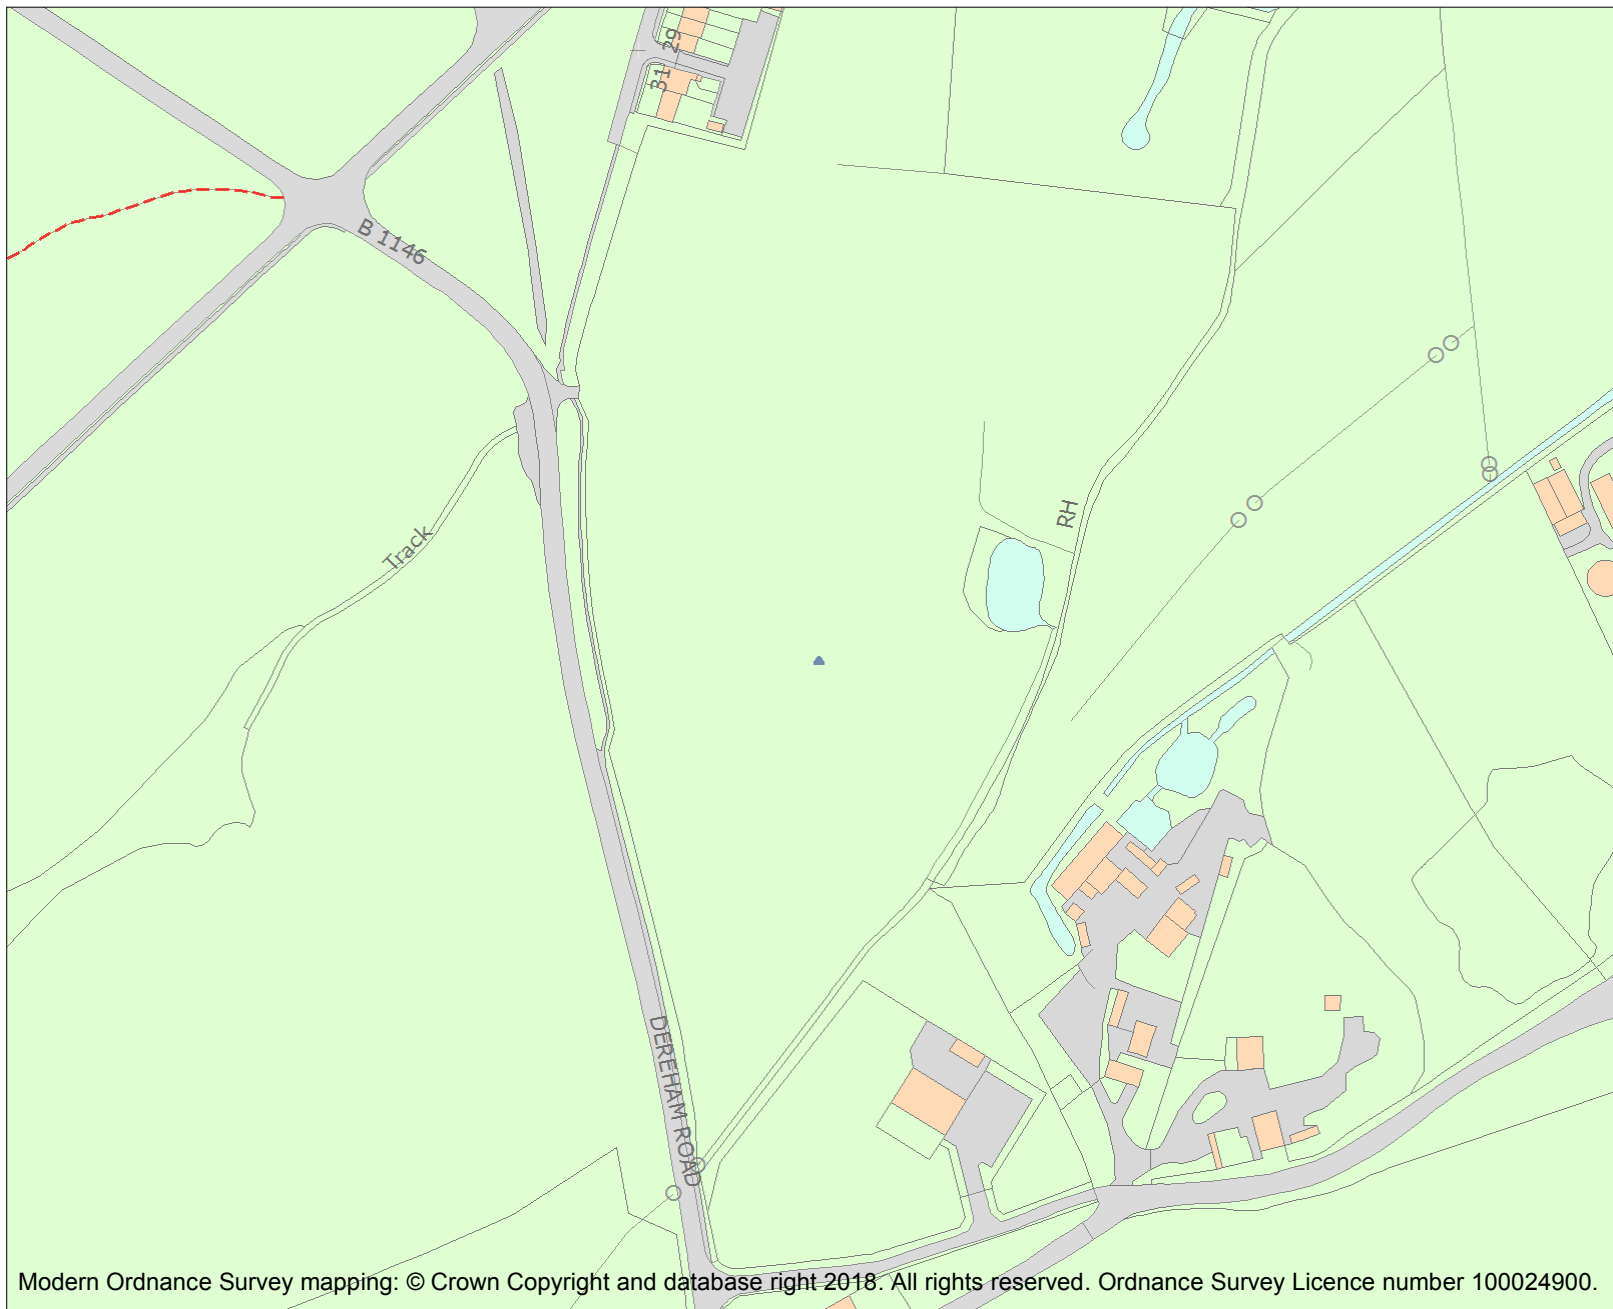 29
31
B 1146
RH
Track
DEREHAM ROAD
Modern Ordnance Survey mapping: © Crown Copyright and database right 2018. All rights reserved. Ordnance Survey Licence number 100024900.